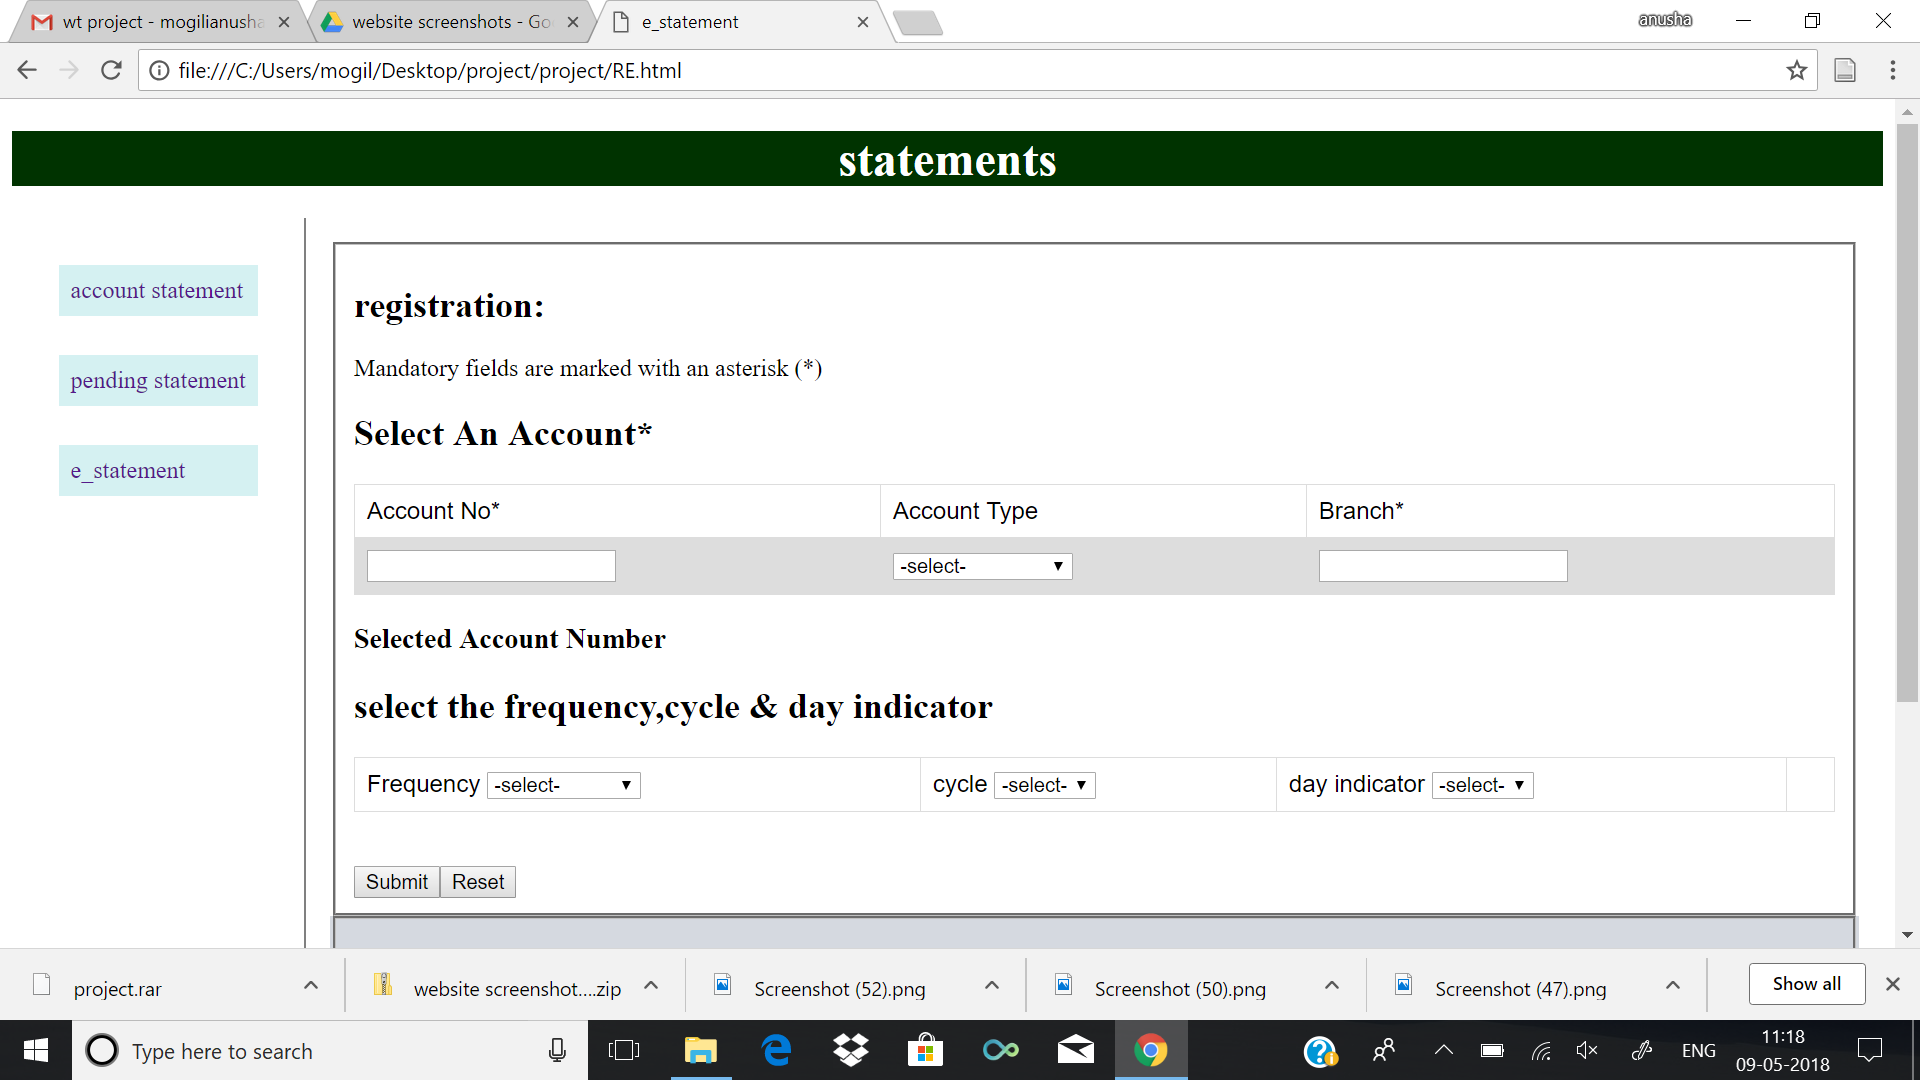 wt project - mogilianusha
website screenshots - Go
e_statement
anusha
file:///C:/Users/mogil/Desktop/project/project/RE.html
statements
account statement
pending statement
e_statement
registration:
Mandatory fields are marked with an asterisk (*)
Select An Account*
Account No* Account Type Branch*
-select-
Selected Account Number
select the frequency,cycle & day indicator
Frequency -select- cycle -select- day indicator -select-
Submit Reset
project.rar website screenshot....zip Screenshot (52).png Screenshot (50).png Screenshot (47).png Show all
Type here to search
ENG
11:18
09-05-2018